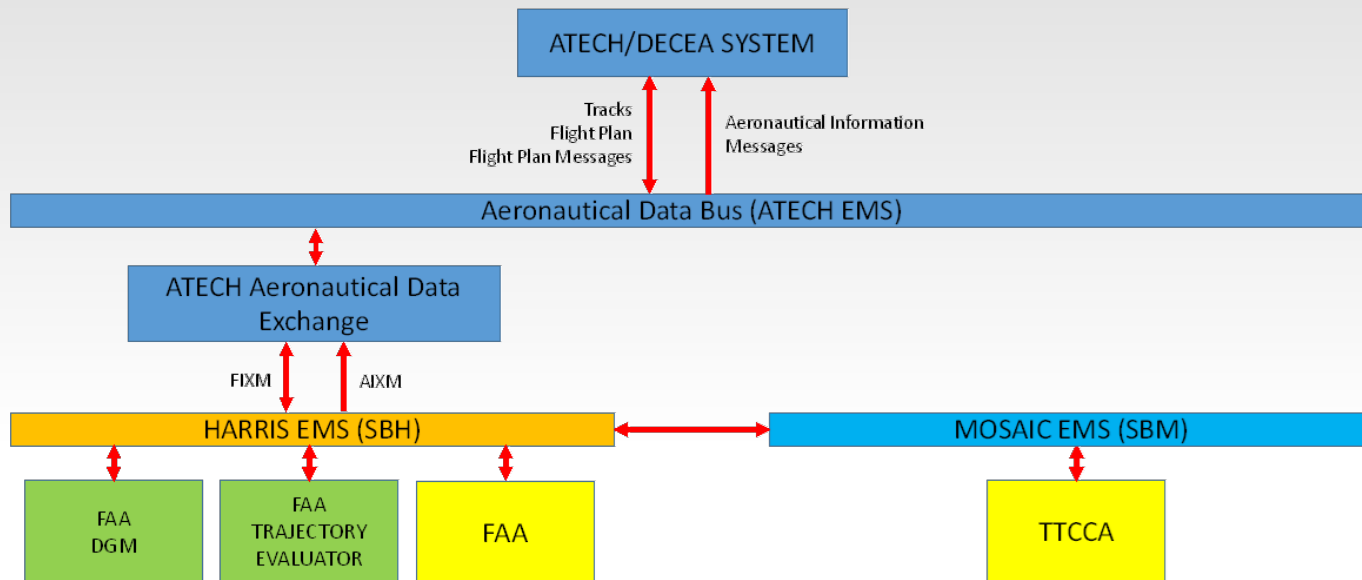 ATECH/DECEA SYSTEM
Tracks
Flight Plan
Flight Plan Messages
Aeronautical Information
Messages
Aeronautical Data Bus (ATECH EMS)
ATECH Aeronautical Data
Exchange
FIXM
AIXM
HARRIS EMS (SBH)
MOSAIC EMS (SBM)
FAA
DGM
FAA
TRAJECTORY
EVALUATOR
FAA
TTCCA